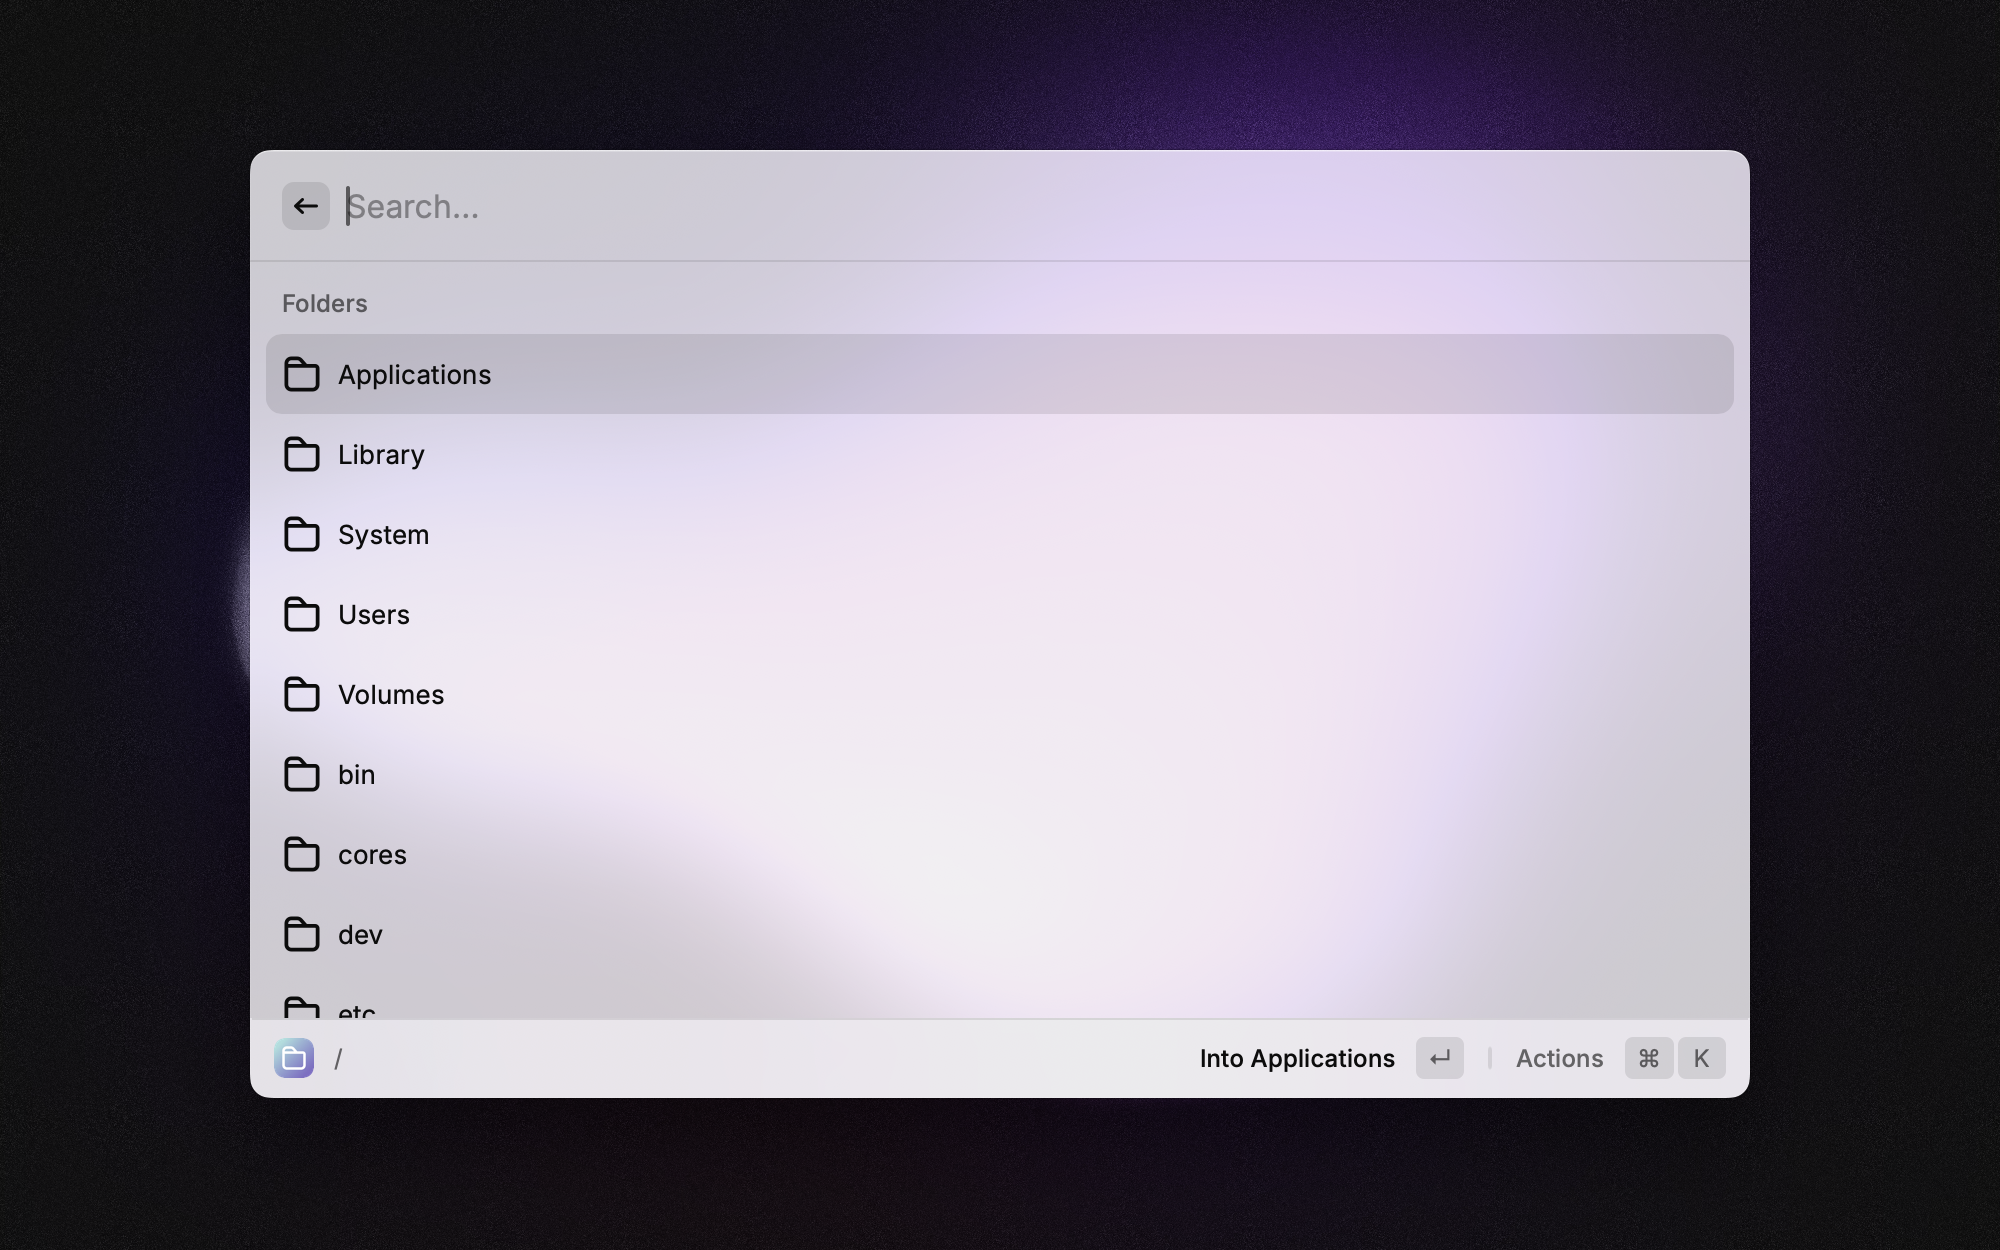 Search...
Folders
Applications
Library
System
Users
Volumes
bin
cores
dev
etc
/
Into Applications
Actions ⌘ K